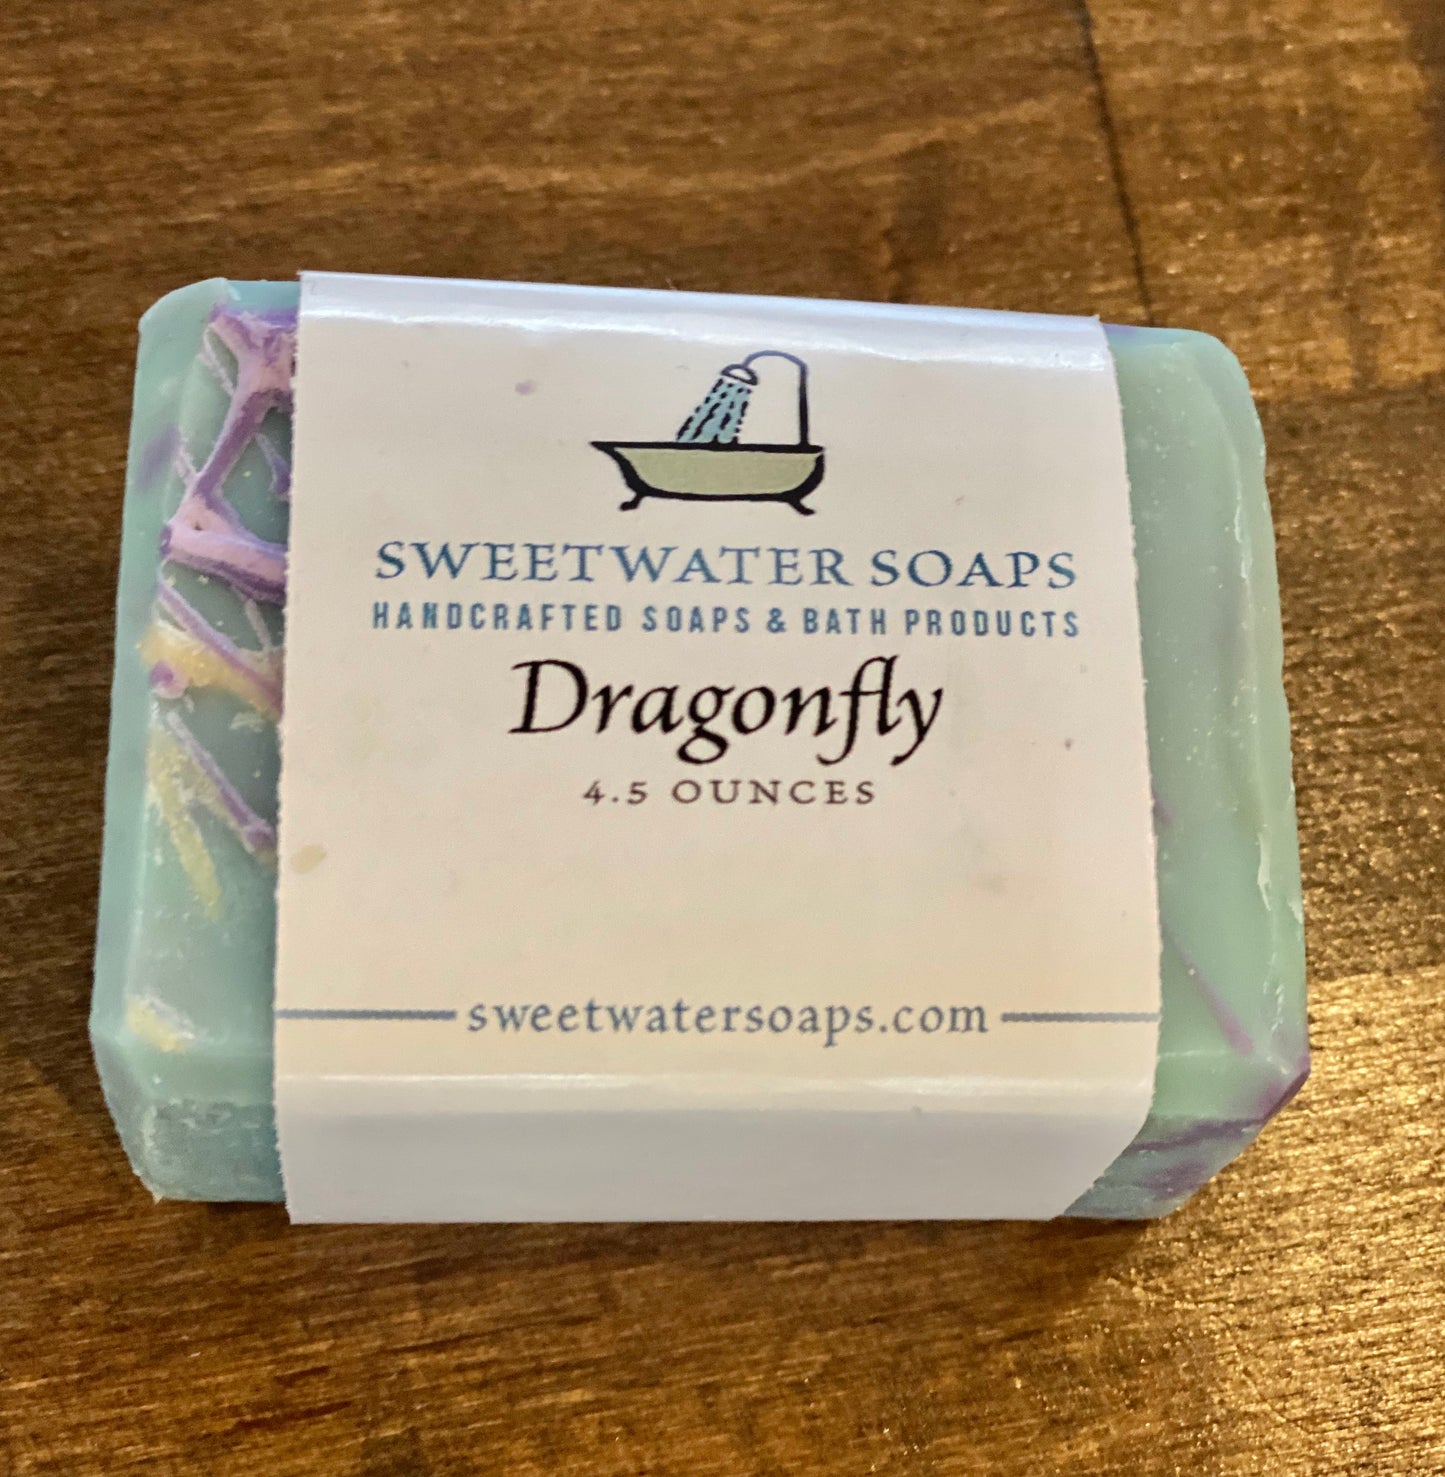 SWEETWATER SOAPS
HANDCRAFTED SOAPS & BATH PRODUCTS
Dragonfly
4.5 OUNCES
sweetwatersoaps.com